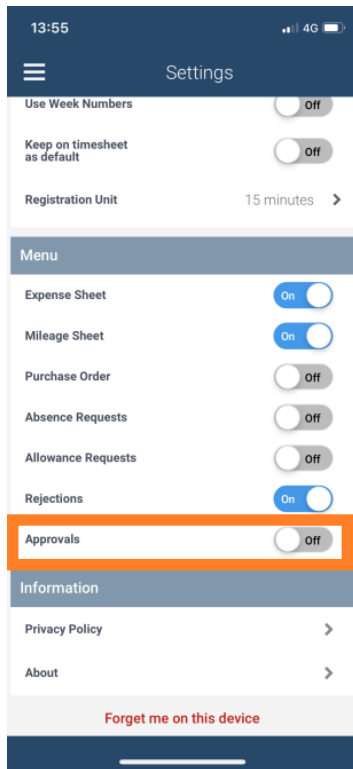 13:55 4G
Settings
Use Week Numbers Off
Keep on timesheet
as default Off
Registration Unit 15 minutes
Menu
Expense Sheet On
Mileage Sheet On
Purchase Order Off
Absence Requests Off
Allowance Requests Off
Rejections On
Approvals Off
Information
Privacy Policy
About
Forget me on this device